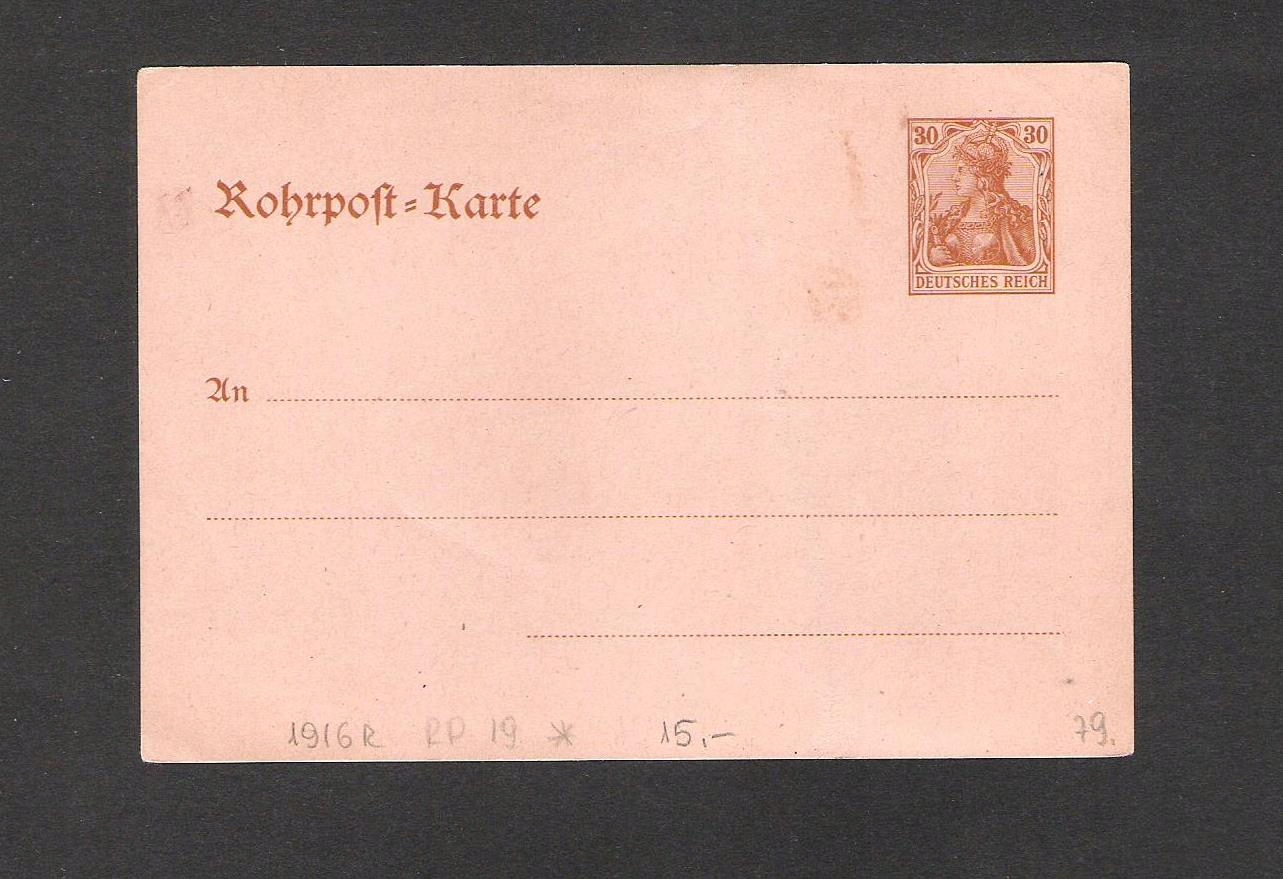 30 30
Rohrpost=Karte
DEUTSCHES REICH
An
1916R RP 19 * 15,- 79.